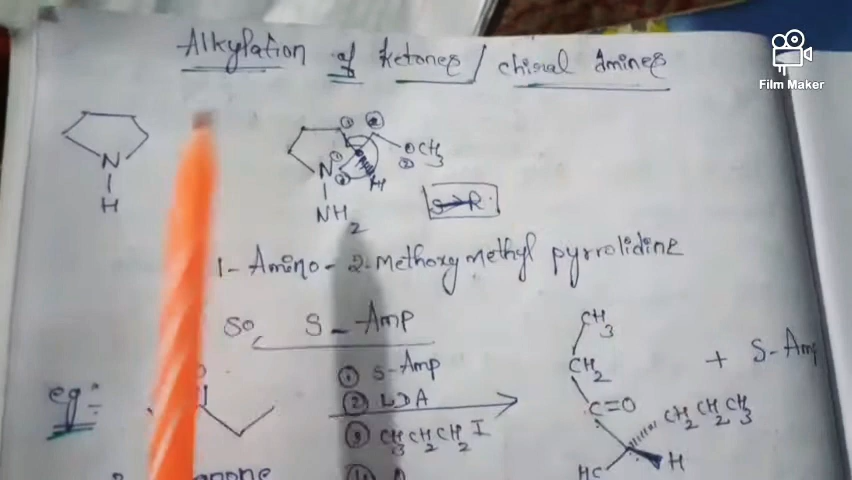 Alkylation of ketones / chiral Amines
Film Maker
N
H
N
NH2
H
OCH3
1 - Amino - 2-Methoxy methyl pyrrolidine
So, S - Amp
eg:-
① S-Amp
② LDA
③ CH3CH2CH2I
CH3
CH2
C=O
CH2CH2CH3
H
+ S-Amp
anone